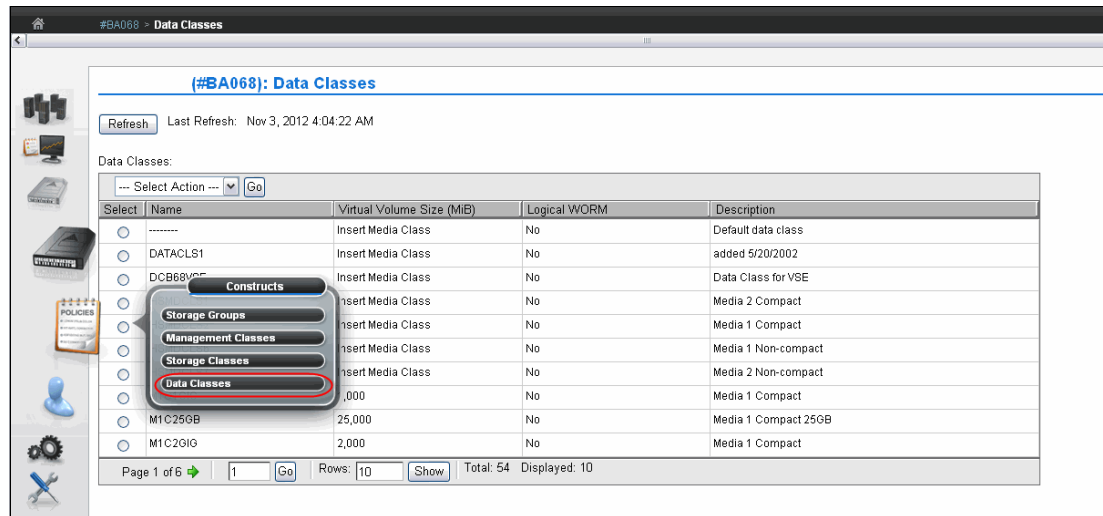 #BA068 > Data Classes
(#BA068): Data Classes
Refresh Last Refresh: Nov 3, 2012 4:04:22 AM
Data Classes:
--- Select Action --- Go
Select Name Virtual Volume Size (MiB) Logical WORM Description
-------- Insert Media Class No Default data class
DATACLS1 Insert Media Class No added 5/20/2002
DCB68VSE Insert Media Class No Data Class for VSE
Insert Media Class No Media 2 Compact
Insert Media Class No Media 1 Compact
Insert Media Class No Media 1 Non-compact
Insert Media Class No Media 2 Non-compact
,000 No Media 1 Compact
M1C25GB 25,000 No Media 1 Compact 25GB
M1C2GIG 2,000 No Media 1 Compact
POLICIES
Constructs
Storage Groups
Management Classes
Storage Classes
Data Classes
Page 1 of 6 1 Go Rows: 10 Show Total: 54 Displayed: 10